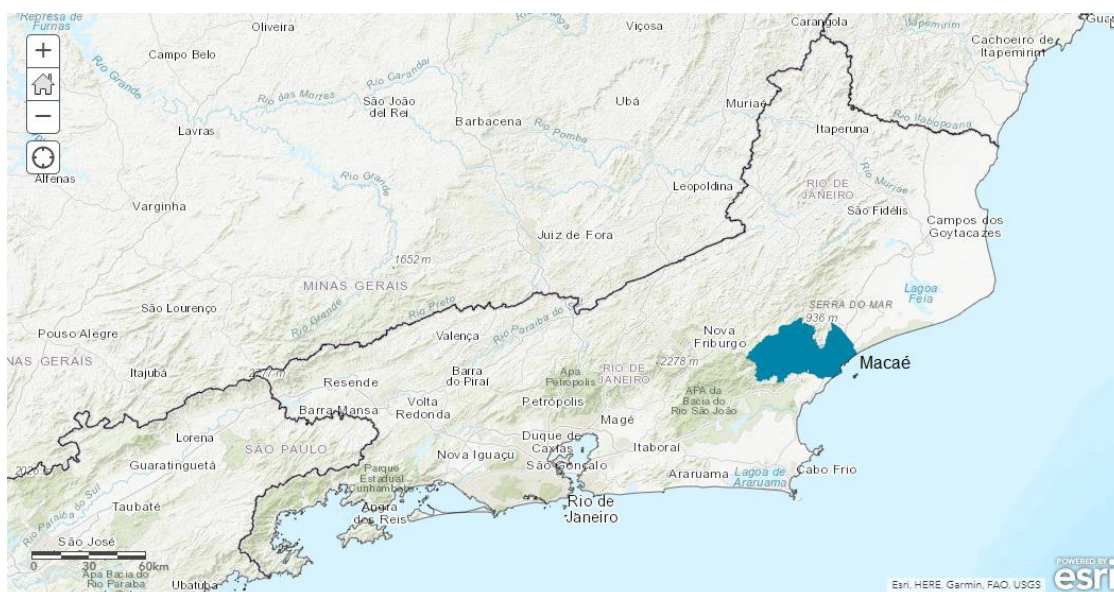 Represa de
Furnas
Oliveira
Viçosa
Carangola
Campo Belo
Rio Grande
Rio das Mortes
Rio Carandaí
São João
del Rei
Barbacena
Ubá
Rio Pomba
Muriaé
Rio Itapemirim
Cachoeiro de
Itapemirim
Itaperuna
Rio Itabapoana
Lavras
Alfenas
Varginha
Rio Grande
Leopoldina
RIO DE
JANEIRO
Rio Muriaé
São Fidélis
Campos dos
Goytacazes
Juiz de Fora
1652 m
MINAS GERAIS
Lagoa
Feia
SERRA DO MAR
936 m
São Lourenço
Rio Grande
Rio Preto
Rio Paraíba do
Valença
Nova
Friburgo
Pouso Alegre
NAS GERAIS
Itajubá
Resende
Barra
do Piraí
Apa
Petrópolis
RIO DE
JANEIRO
2278 m
Macaé
APA da
Bacia do
Rio São João
Barra Mansa
Volta
Redonda
Petrópolis
Magé
Lorena
SÃO PAULO
Duque de
Caxias
Itaboraí
Guaratinguetá
Nova Iguaçu
São Gonçalo
Araruama
Lagoa de
Araruama
Cabo Frio
Parque
Estadual
Cunhambebe
Rio Paraíba do Sul
Taubaté
Angra
dos Reis
Rio de
Janeiro
São José
0 30 60km
Apa Bacia do
Rio Paraíba
Ubatuba
Esri, HERE, Garmin, FAO, USGS
POWERED BY
esri